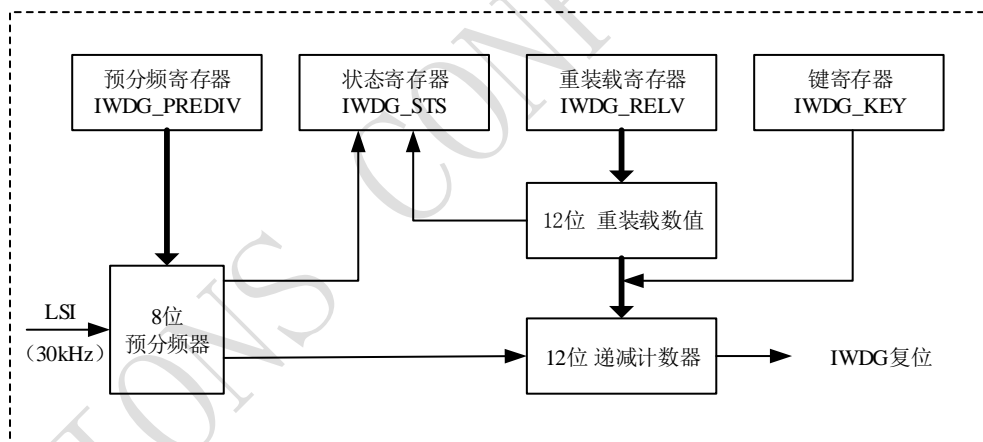 预分频寄存器
IWDG_PREDIV
状态寄存器
IWDG_STS
重装载寄存器
IWDG_RELV
键寄存器
IWDG_KEY
12位 重装载数值
LSI
（30kHz）
8位
预分频器
12位 递减计数器
IWDG复位
IONS CONF